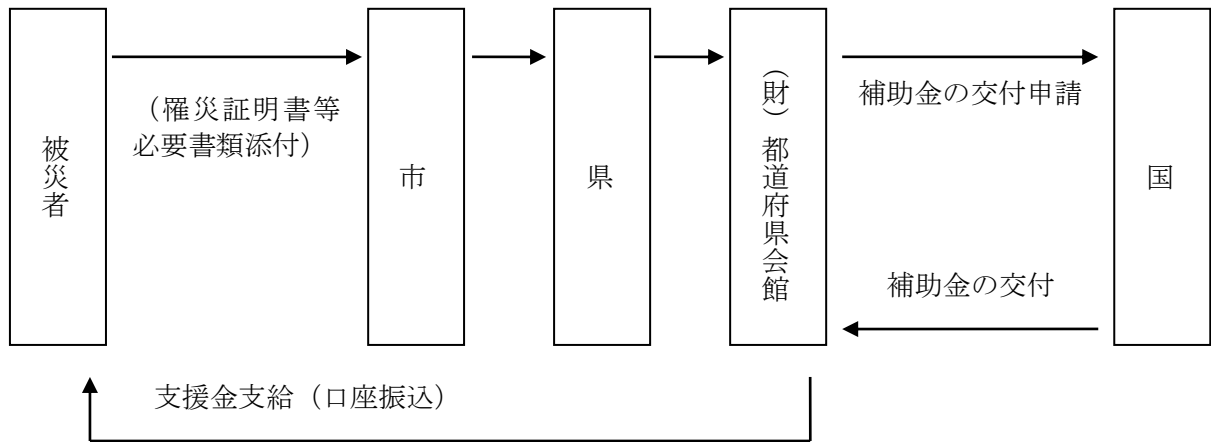 被災者
（罹災証明書等
必要書類添付）
市
県
（財）都道府県会館
補助金の交付申請
補助金の交付
国
支援金支給（口座振込）